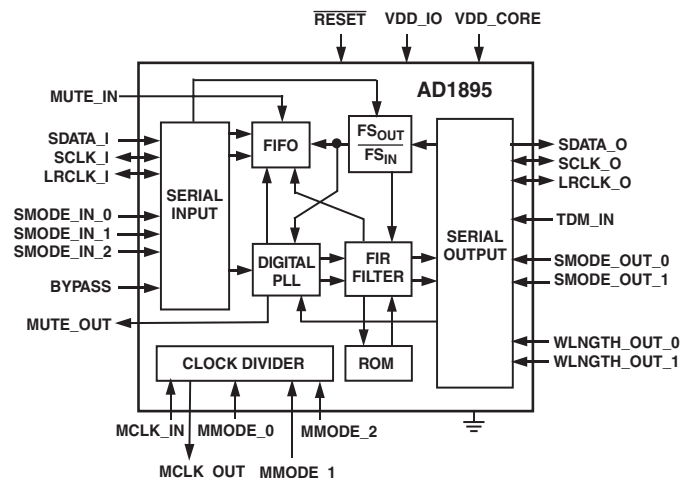 RESET VDD_IO VDD_CORE
AD1895
MUTE_IN
SDATA_I
SCLK_I
LRCLK_I
SMODE_IN_0
SMODE_IN_1
SMODE_IN_2
BYPASS
MUTE_OUT
SERIAL
INPUT
FIFO
FSOUT
FSIN
DIGITAL
PLL
FIR
FILTER
ROM
CLOCK DIVIDER
SERIAL
OUTPUT
SDATA_O
SCLK_O
LRCLK_O
TDM_IN
SMODE_OUT_0
SMODE_OUT_1
WLNGTH_OUT_0
WLNGTH_OUT_1
MCLK_IN MMODE_0 MMODE_2
MCLK_OUT MMODE_1